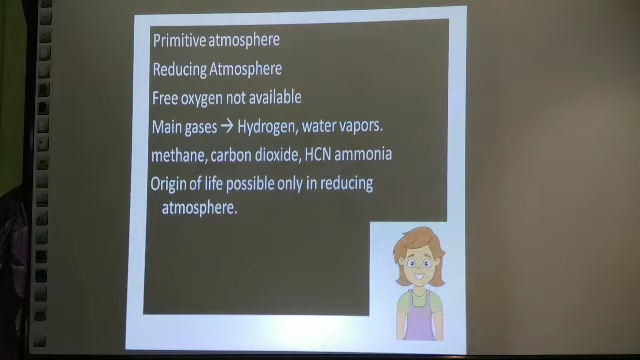 Primitive atmosphere
Reducing Atmosphere
Free oxygen not available
Main gases → Hydrogen, water vapors.
methane, carbon dioxide, HCN ammonia
Origin of life possible only in reducing
atmosphere.